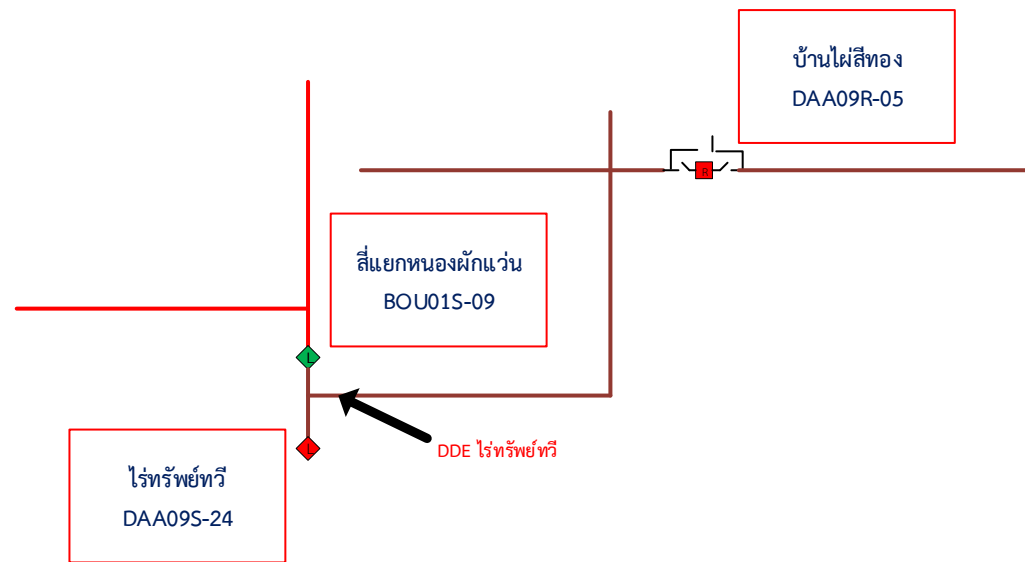 บ้านไผ่สีทอง
DAA09R-05
R
สี่แยกหนองผักแว่น
BOU01S-09
L
L
DDE ไร่ทรัพย์ทวี
ไร่ทรัพย์ทวี
DAA09S-24